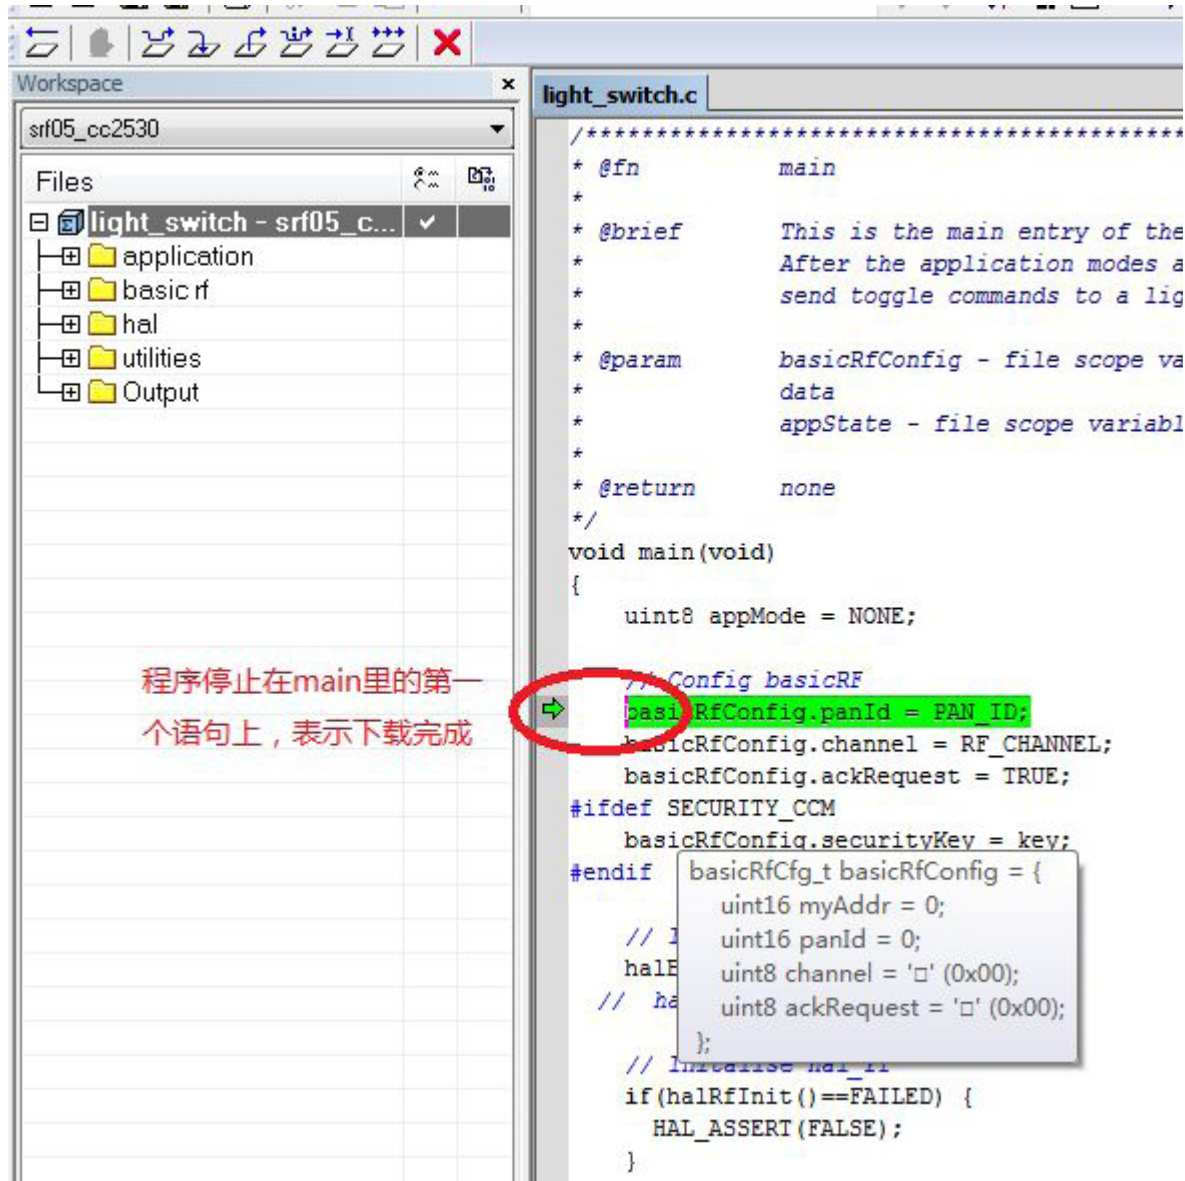 Workspace
x
srf05_cc2530
Files
light_switch - srf05_c...
application
basic rf
hal
utilities
Output
程序停止在main里的第一
个语句上，表示下载完成
light_switch.c
/*******************************************
* @fn main
*
* @brief This is the main entry of the
* After the application modes a
* send toggle commands to a lig
*
* @param basicRfConfig - file scope va
* data
* appState - file scope variabl
*
* @return none
*/
void main(void)
{
uint8 appMode = NONE;
// Config basicRF
basicRfConfig.panId = PAN_ID;
basicRfConfig.channel = RF_CHANNEL;
basicRfConfig.ackRequest = TRUE;
#ifdef SECURITY_CCM
basicRfConfig.securityKey = key;
#endif
basicRfCfg_t basicRfConfig = {
uint16 myAddr = 0;
uint16 panId = 0;
uint8 channel = '□' (0x00);
uint8 ackRequest = '□' (0x00);
};
//
halB
// ha
// Initalise hal_rf
if(halRfInit()==FAILED) {
HAL_ASSERT(FALSE);
}